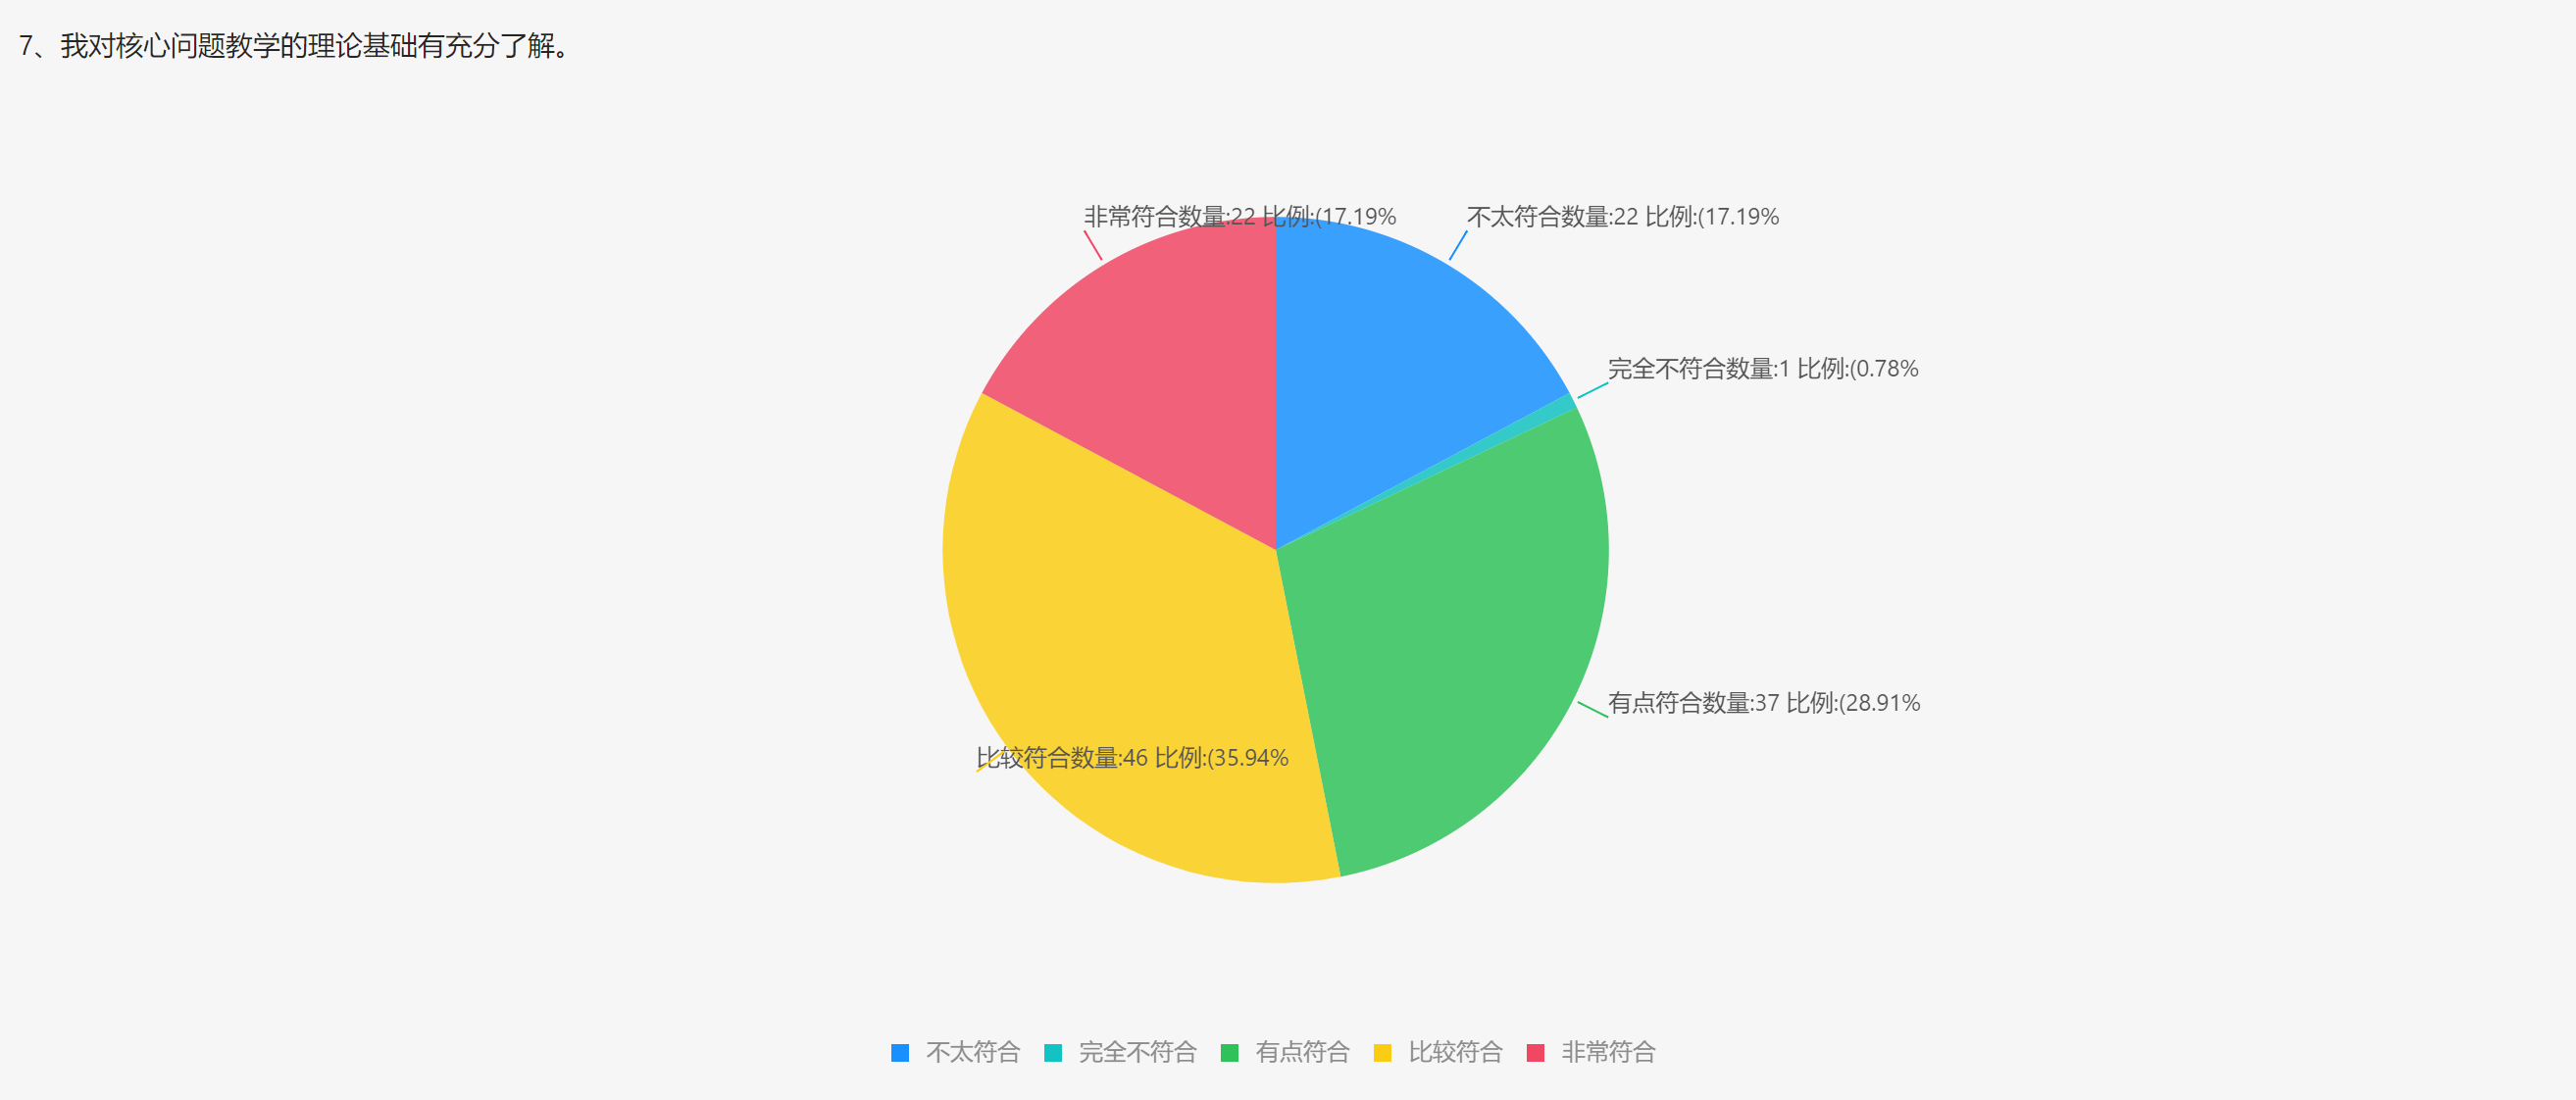 7、我对核心问题教学的理论基础有充分了解。
非常符合数量:22 比例:(17.19%
不太符合数量:22 比例:(17.19%
完全不符合数量:1 比例:(0.78%
有点符合数量:37 比例:(28.91%
比较符合数量:46 比例:(35.94%
不太符合 完全不符合 有点符合 比较符合 非常符合